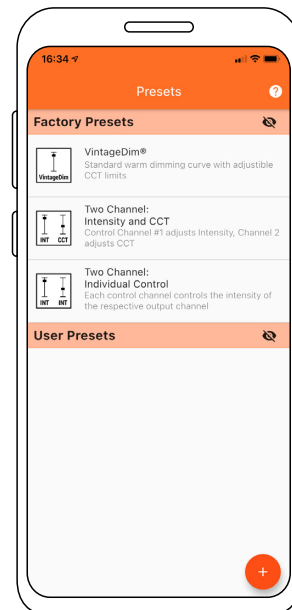 16:34
Presets
?
Factory Presets
VintageDim
VintageDim®
Standard warm dimming curve with adjustible
CCT limits
INT CCT
Two Channel:
Intensity and CCT
Control Channel #1 adjusts Intensity, Channel 2
adjusts CCT
INT INT
Two Channel:
Individual Control
Each control channel controls the intensity of
the respective output channel
User Presets
+